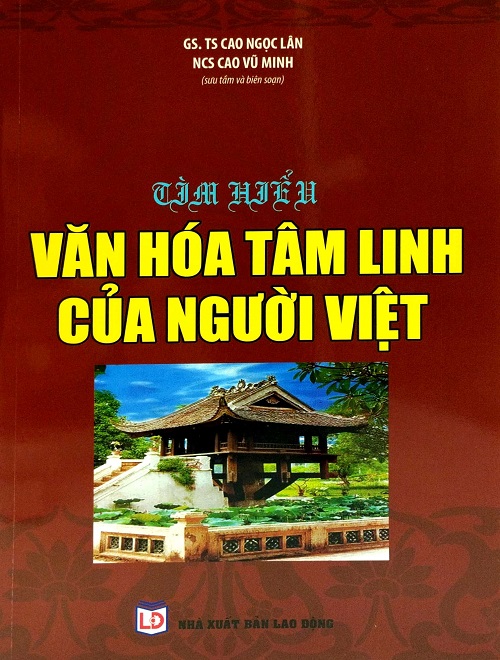 GS. TS CAO NGỌC LÂN
NCS CAO VŨ MINH
(sưu tầm và biên soạn)
TÌM HIỂU
VĂN HÓA TÂM LINH
CỦA NGƯỜI VIỆT
LĐ
NHÀ XUẤT BẢN LAO ĐỘNG